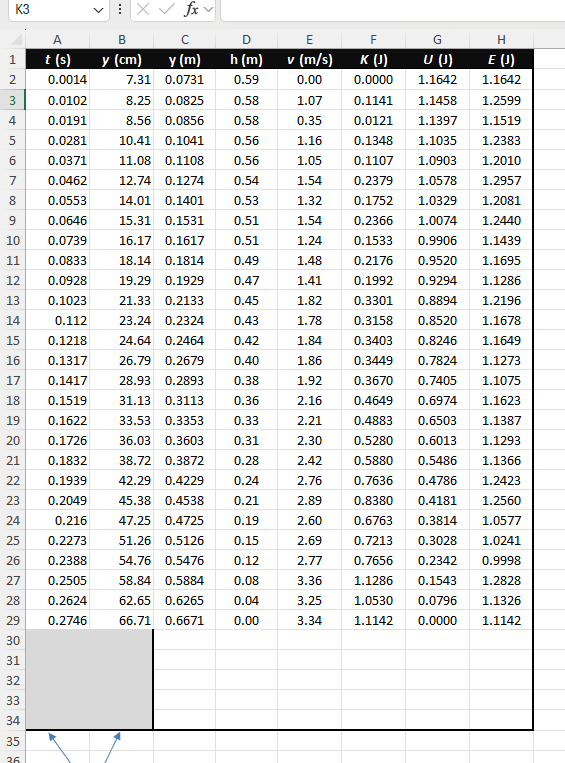 K3 fx
A B C D E F G H
1 t (s) y (cm) y (m) h (m) v (m/s) K (J) U (J) E (J)
2 0.0014 7.31 0.0731 0.59 0.00 0.0000 1.1642 1.1642
3 0.0102 8.25 0.0825 0.58 1.07 0.1141 1.1458 1.2599
4 0.0191 8.56 0.0856 0.58 0.35 0.0121 1.1397 1.1519
5 0.0281 10.41 0.1041 0.56 1.16 0.1348 1.1035 1.2383
6 0.0371 11.08 0.1108 0.56 1.05 0.1107 1.0903 1.2010
7 0.0462 12.74 0.1274 0.54 1.54 0.2379 1.0578 1.2957
8 0.0553 14.01 0.1401 0.53 1.32 0.1752 1.0329 1.2081
9 0.0646 15.31 0.1531 0.51 1.54 0.2366 1.0074 1.2440
10 0.0739 16.17 0.1617 0.51 1.24 0.1533 0.9906 1.1439
11 0.0833 18.14 0.1814 0.49 1.48 0.2176 0.9520 1.1695
12 0.0928 19.29 0.1929 0.47 1.41 0.1992 0.9294 1.1286
13 0.1023 21.33 0.2133 0.45 1.82 0.3301 0.8894 1.2196
14 0.112 23.24 0.2324 0.43 1.78 0.3158 0.8520 1.1678
15 0.1218 24.64 0.2464 0.42 1.84 0.3403 0.8246 1.1649
16 0.1317 26.79 0.2679 0.40 1.86 0.3449 0.7824 1.1273
17 0.1417 28.93 0.2893 0.38 1.92 0.3670 0.7405 1.1075
18 0.1519 31.13 0.3113 0.36 2.16 0.4649 0.6974 1.1623
19 0.1622 33.53 0.3353 0.33 2.21 0.4883 0.6503 1.1387
20 0.1726 36.03 0.3603 0.31 2.30 0.5280 0.6013 1.1293
21 0.1832 38.72 0.3872 0.28 2.42 0.5880 0.5486 1.1366
22 0.1939 42.29 0.4229 0.24 2.76 0.7636 0.4786 1.2423
23 0.2049 45.38 0.4538 0.21 2.89 0.8380 0.4181 1.2560
24 0.216 47.25 0.4725 0.19 2.60 0.6763 0.3814 1.0577
25 0.2273 51.26 0.5126 0.15 2.69 0.7213 0.3028 1.0241
26 0.2388 54.76 0.5476 0.12 2.77 0.7656 0.2342 0.9998
27 0.2505 58.84 0.5884 0.08 3.36 1.1286 0.1543 1.2828
28 0.2624 62.65 0.6265 0.04 3.25 1.0530 0.0796 1.1326
29 0.2746 66.71 0.6671 0.00 3.34 1.1142 0.0000 1.1142
30
31
32
33
34
35
36